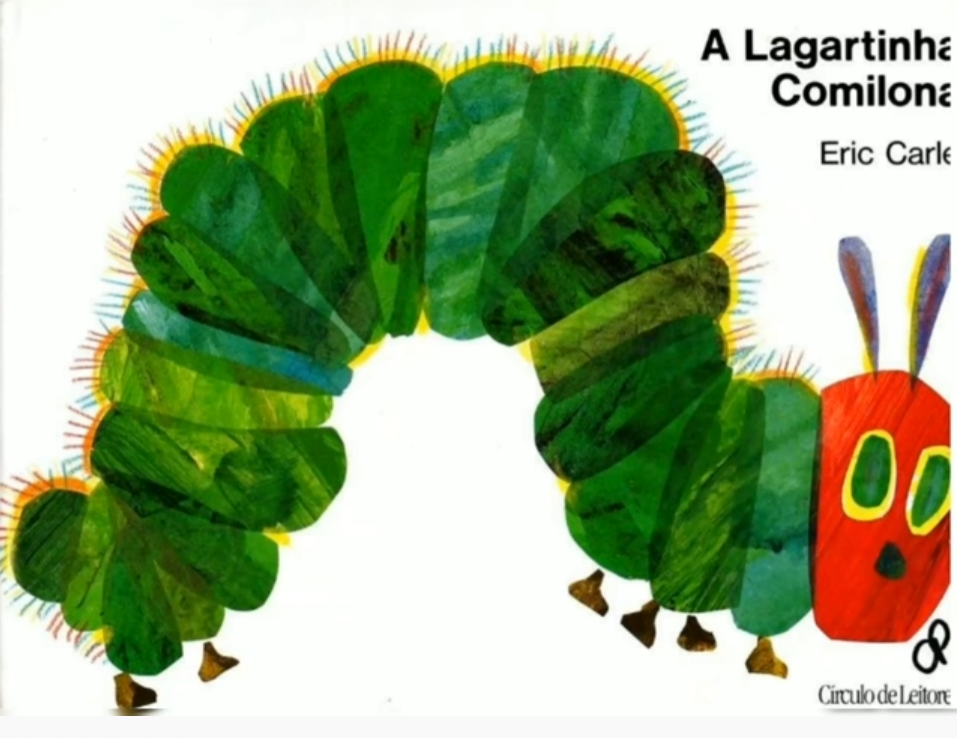 A Lagartinha
Comilona
Eric Carle
Círculo de Leitore